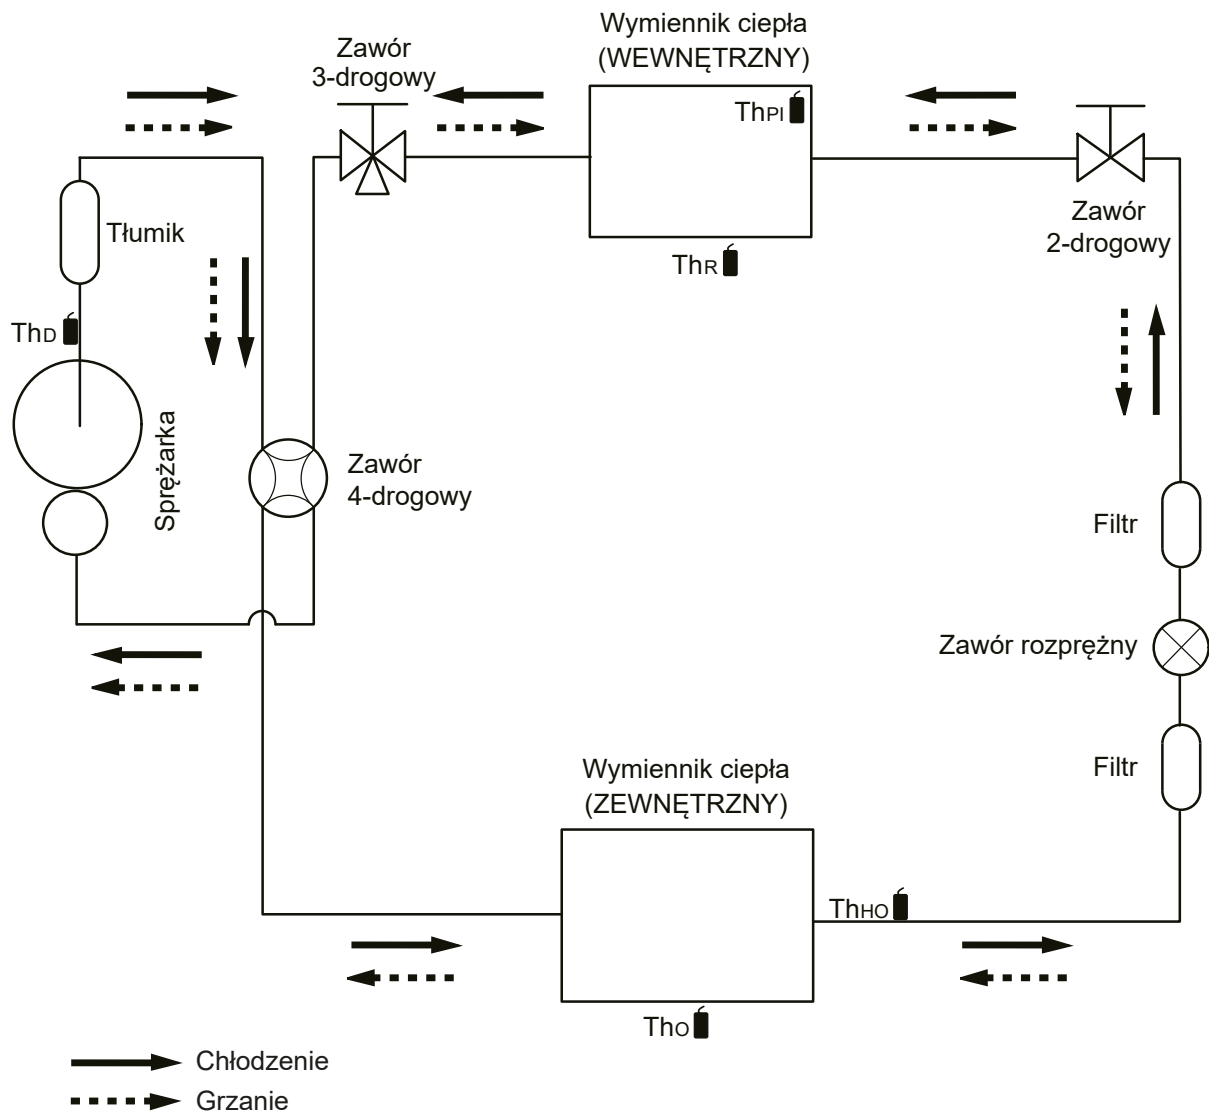 Wymiennik ciepła
(WEWNĘTRZNY)
Zawór
3-drogowy
ThPI
Tłumik
Zawór
2-drogowy
ThR
ThD
Sprężarka
Zawór
4-drogowy
Filtr
Zawór rozprężny
Filtr
Wymiennik ciepła
(ZEWNĘTRZNY)
ThHO
ThO
Chłodzenie
Grzanie